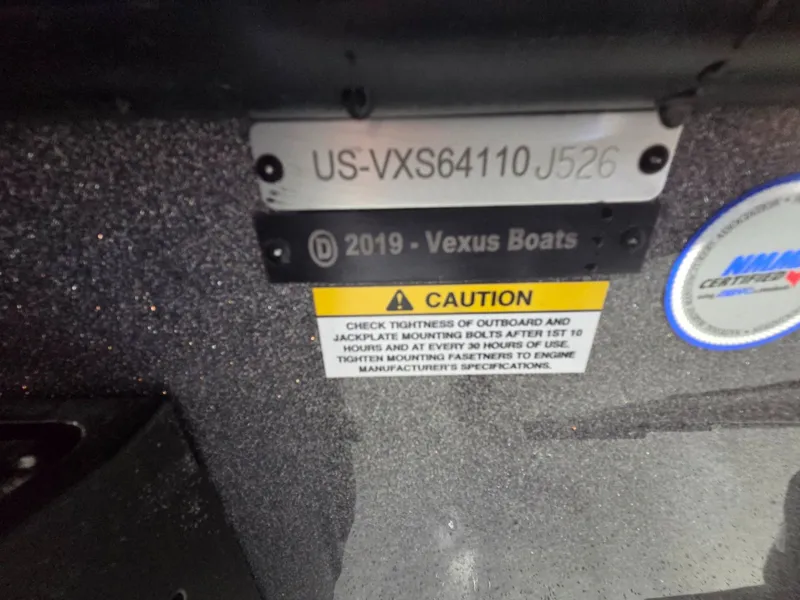 US-VXS64110J526
D 2019 - Vexus Boats
CAUTION
CHECK TIGHTNESS OF OUTBOARD AND
JACKPLATE MOUNTING BOLTS AFTER 1ST 10
HOURS AND AT EVERY 30 HOURS OF USE.
TIGHTEN MOUNTING FASETNERS TO ENGINE
MANUFACTURER'S SPECIFICATIONS.
NMM
CERTIFIED